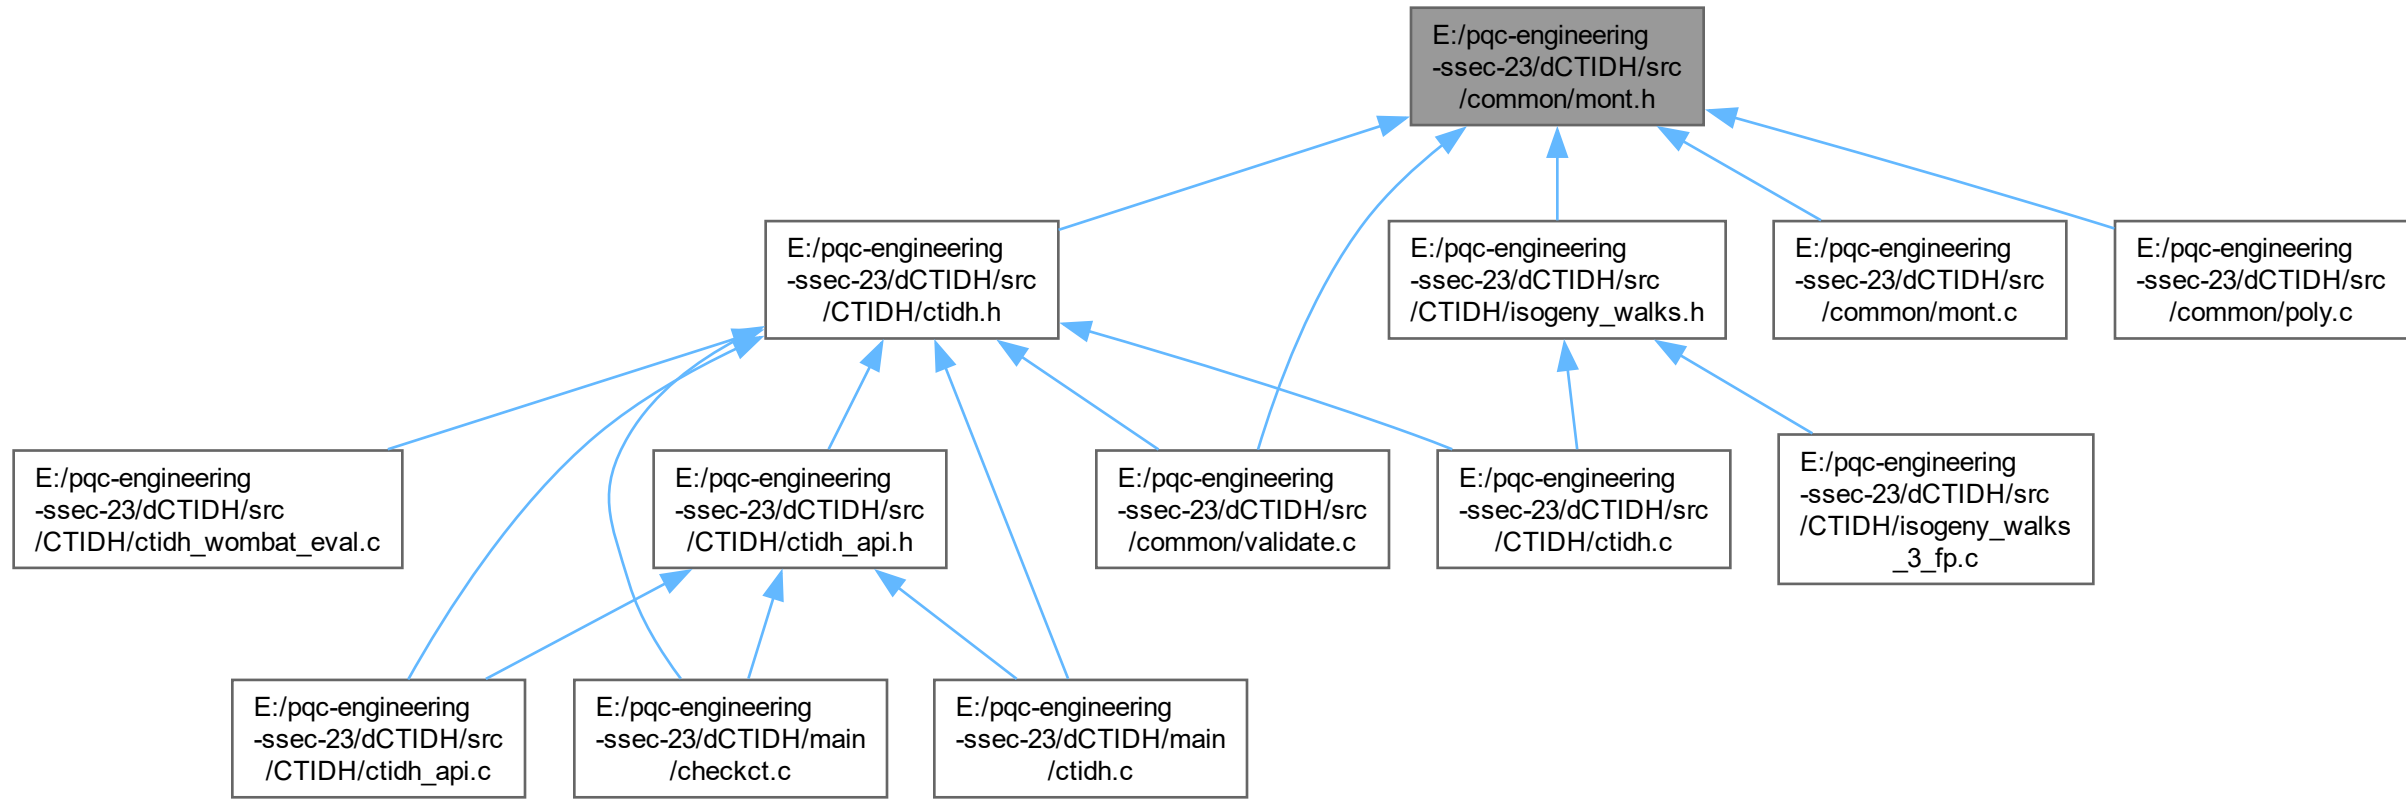 E:/pqc-engineering
-ssec-23/dCTIDH/src
/common/mont.h
E:/pqc-engineering
-ssec-23/dCTIDH/src
/CTIDH/ctidh.h
E:/pqc-engineering
-ssec-23/dCTIDH/src
/CTIDH/isogeny_walks.h
E:/pqc-engineering
-ssec-23/dCTIDH/src
/common/mont.c
E:/pqc-engineering
-ssec-23/dCTIDH/src
/common/poly.c
E:/pqc-engineering
-ssec-23/dCTIDH/src
/CTIDH/ctidh_wombat_eval.c
E:/pqc-engineering
-ssec-23/dCTIDH/src
/CTIDH/ctidh_api.h
E:/pqc-engineering
-ssec-23/dCTIDH/src
/common/validate.c
E:/pqc-engineering
-ssec-23/dCTIDH/src
/CTIDH/ctidh.c
E:/pqc-engineering
-ssec-23/dCTIDH/src
/CTIDH/isogeny_walks
_3_fp.c
E:/pqc-engineering
-ssec-23/dCTIDH/src
/CTIDH/ctidh_api.c
E:/pqc-engineering
-ssec-23/dCTIDH/main
/checkct.c
E:/pqc-engineering
-ssec-23/dCTIDH/main
/ctidh.c